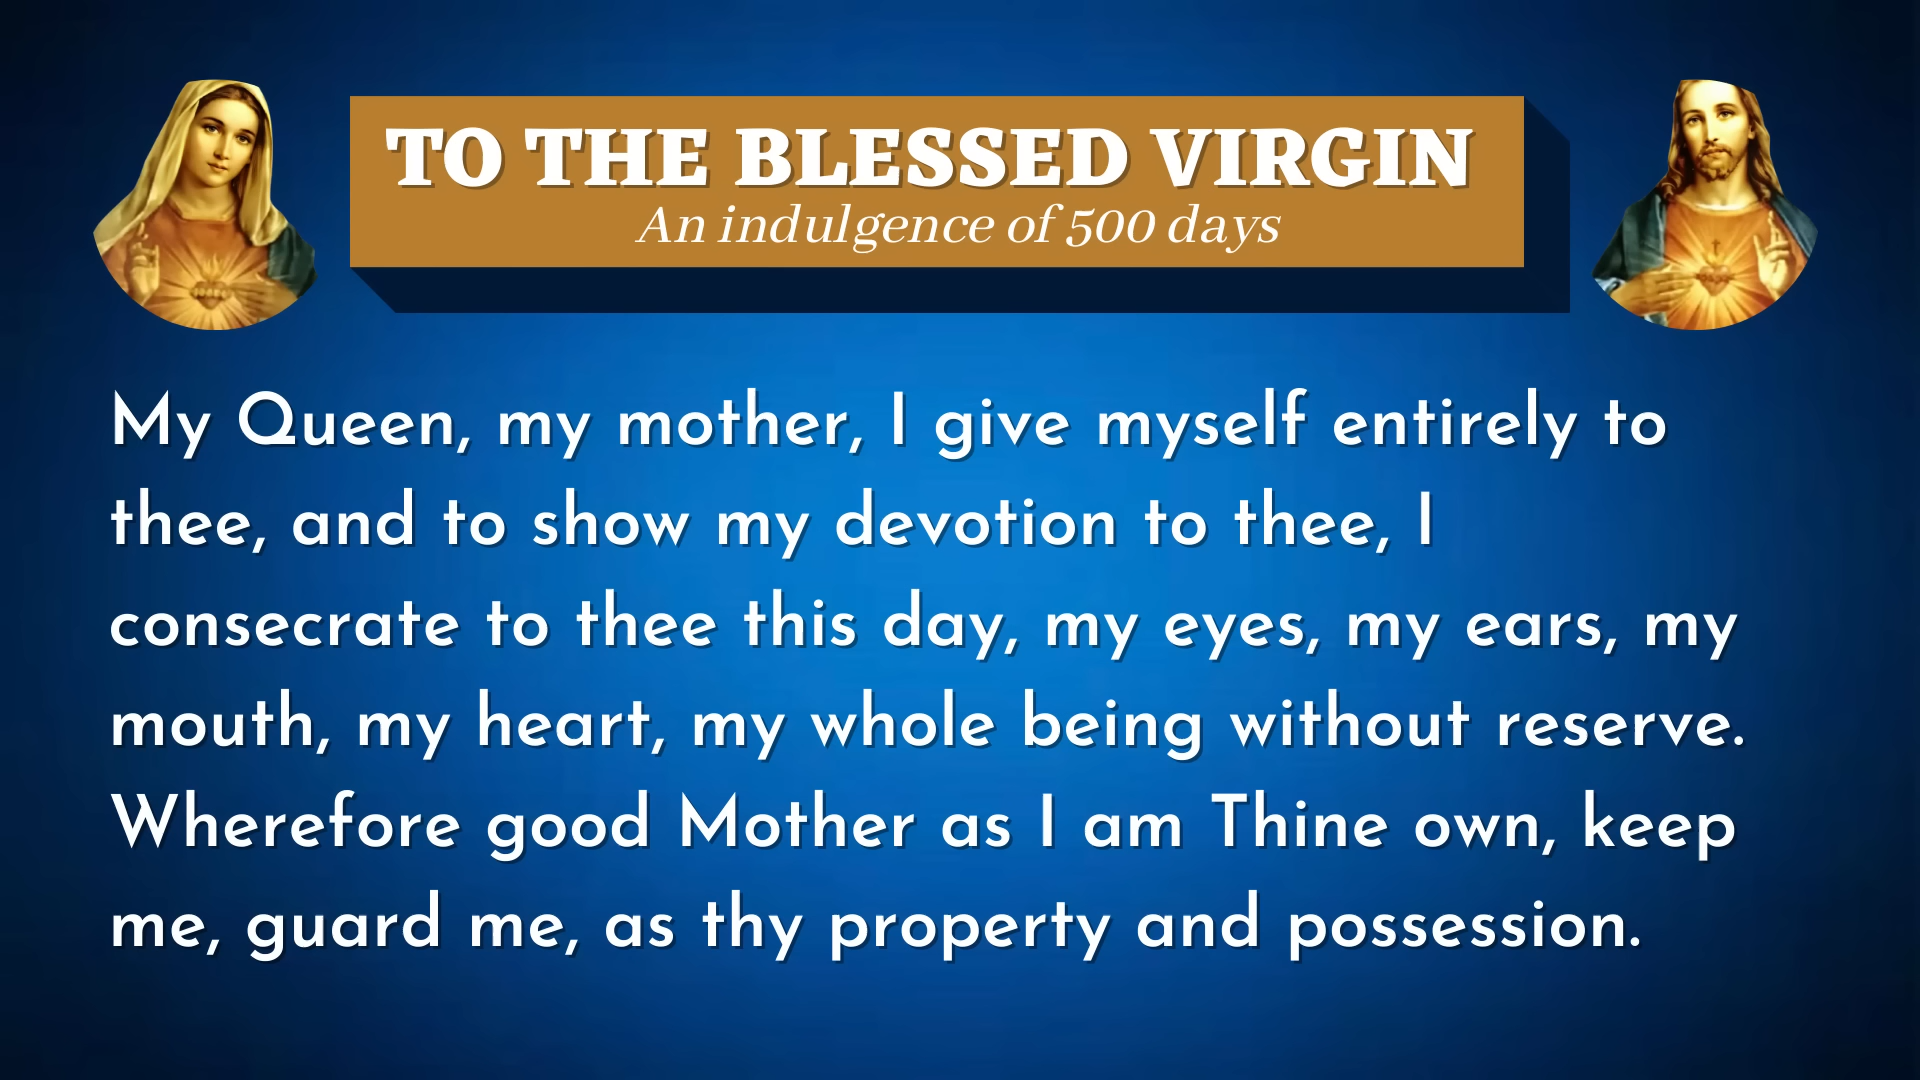 TO THE BLESSED VIRGIN
An indulgence of 500 days
My Queen, my mother, I give myself entirely to
thee, and to show my devotion to thee, I
consecrate to thee this day, my eyes, my ears, my
mouth, my heart, my whole being without reserve.
Wherefore good Mother as I am Thine own, keep
me, guard me, as thy property and possession.